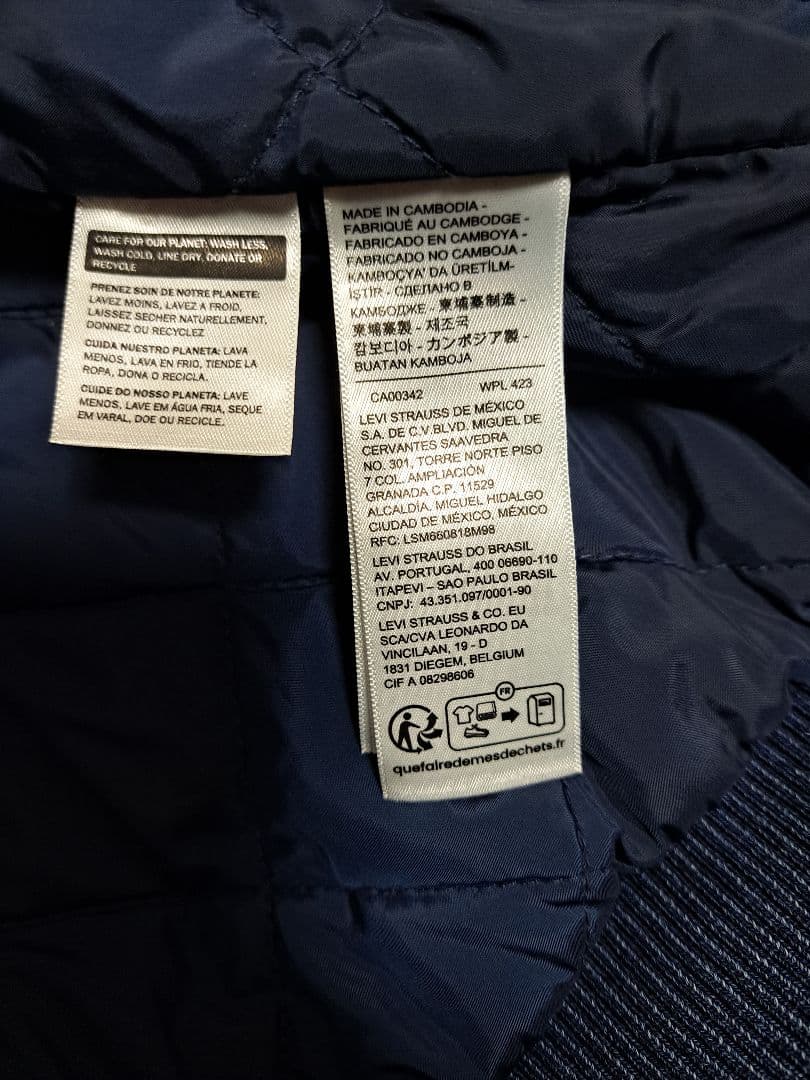 CARE FOR OUR PLANET: WASH LESS,
WASH COLD, LINE DRY, DONATE OR
RECYCLE
PRENEZ SOIN DE NOTRE PLANETE:
LAVEZ MOINS, LAVEZ A FROID,
LAISSEZ SECHER NATURELLEMENT,
DONNEZ OU RECYCLEZ
CUIDA NUESTRO PLANETA: LAVA
MENOS, LAVA EN FRIO, TIENDE LA
ROPA, DONA O RECICLA.
CUIDE DO NOSSO PLANETA: LAVE
MENOS, LAVE EM ÁGUA FRIA, SEQUE
EM VARAL, DOE OU RECICLE.
MADE IN CAMBODIA -
FABRIQUÉ AU CAMBODGE -
FABRICADO EN CAMBOYA -
FABRICADO NO CAMBOJA -
KAMBOÇYA' DA ÜRETİLM-
İŞTİR - СДЕЛАНО В
КАМБОДЖЕ - 柬埔寨制造 -
柬埔寨製 - 제조국
캄보디아 - カンボジア製 -
BUATAN KAMBOJA
CA00342 WPL 423
LEVI STRAUSS DE MÉXICO
S.A. DE C.V.BLVD. MIGUEL DE
CERVANTES SAAVEDRA
NO. 301, TORRE NORTE PISO
7 COL. AMPLIACIÓN
GRANADA C.P. 11529
ALCALDÍA, MIGUEL HIDALGO
CIUDAD DE MÉXICO, MÉXICO
RFC: LSM660818M98
LEVI STRAUSS DO BRASIL
AV. PORTUGAL, 400 06690-110
ITAPEVI – SAO PAULO BRASIL
CNPJ: 43.351.097/0001-90
LEVI STRAUSS & CO. EU
SCA/CVA LEONARDO DA
VINCILAAN, 19 - D
1831 DIEGEM, BELGIUM
CIF A 08298606
FR
quefairedemesdechets.fr